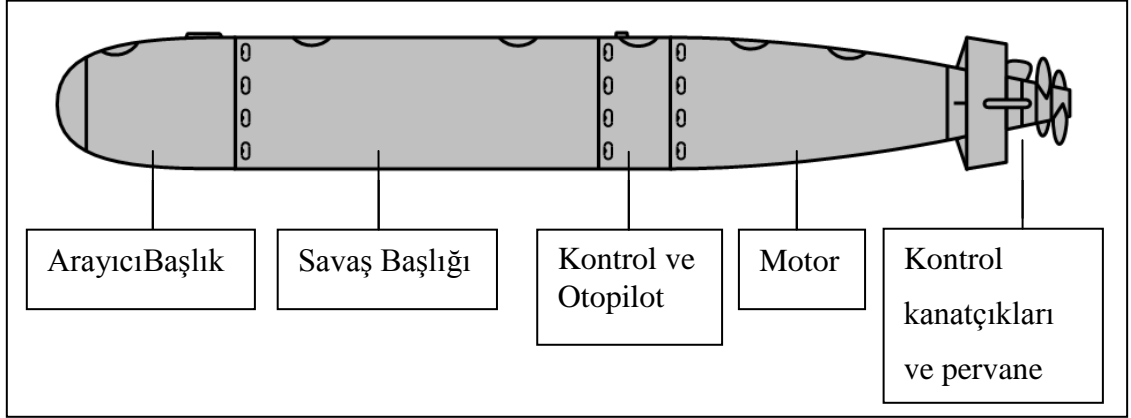 ArayıcıBaşlık
Savaş Başlığı
Kontrol ve
Otopilot
Motor
Kontrol
kanatçıkları
ve pervane